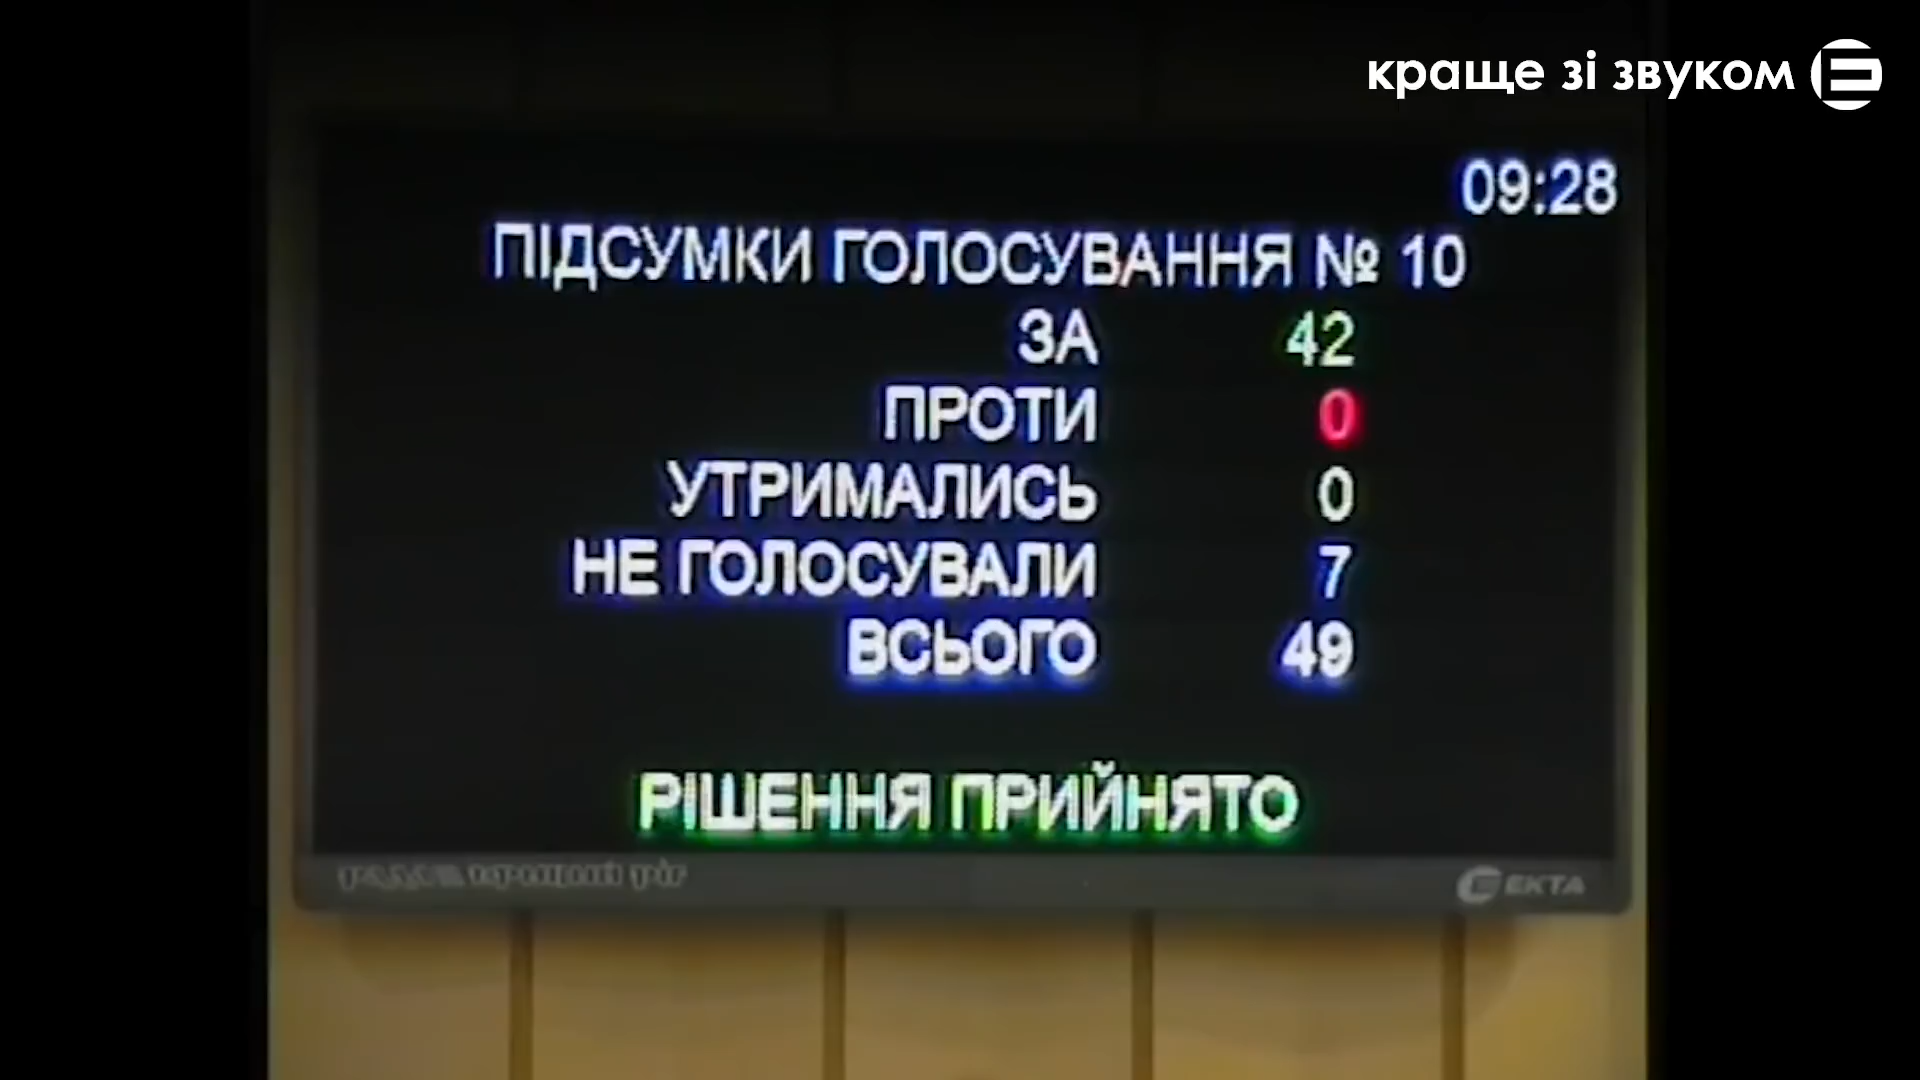 краще зі звуком
09:28
ПІДСУМКИ ГОЛОСУВАННЯ № 10
ЗА 42
ПРОТИ 0
УТРИМАЛИСЬ 0
НЕ ГОЛОСУВАЛИ 7
ВСЬОГО 49
РІШЕННЯ ПРИЙНЯТО
ЕКТА